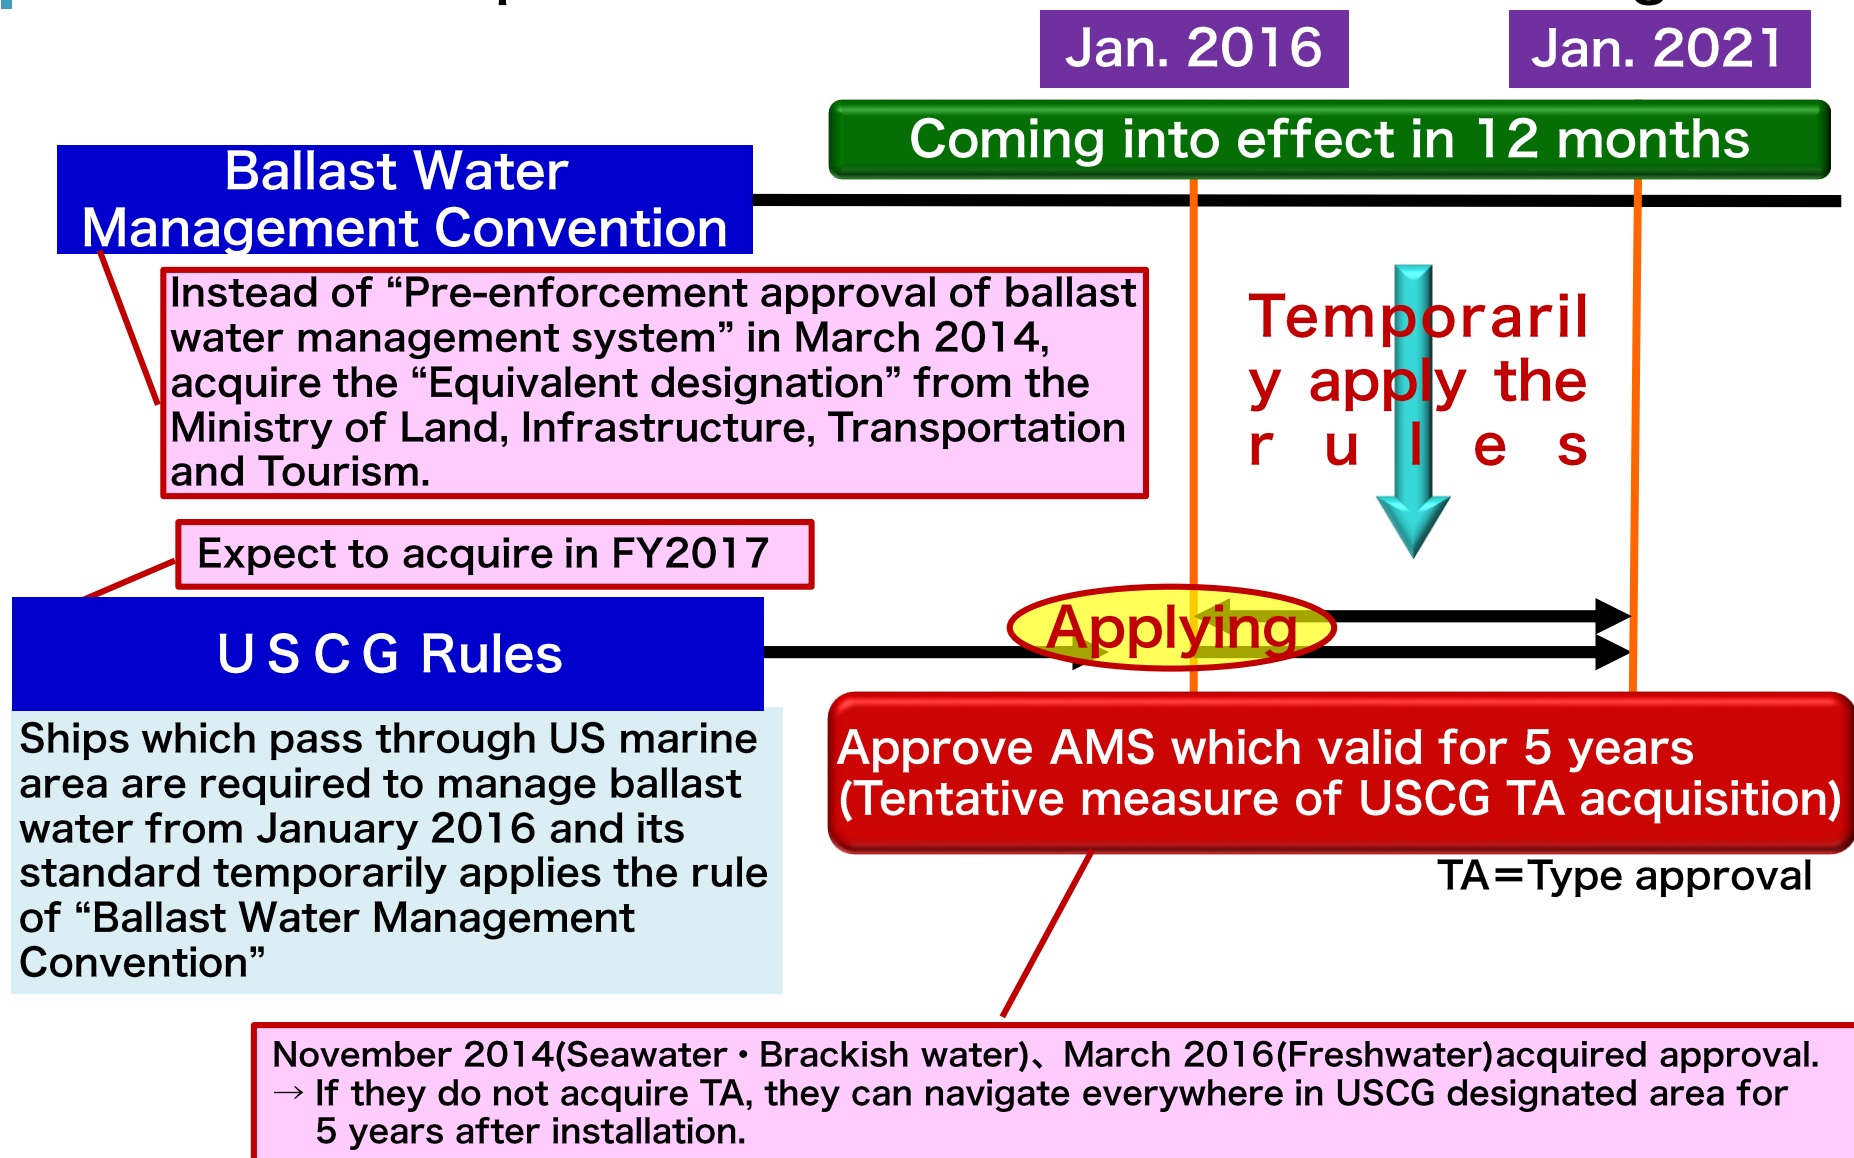 Jan. 2016
Jan. 2021
Coming into effect in 12 months
Ballast Water
Management Convention
Instead of “Pre-enforcement approval of ballast
water management system” in March 2014,
acquire the “Equivalent designation” from the
Ministry of Land, Infrastructure, Transportation
and Tourism.
Temporaril
y apply the
r u l e s
Expect to acquire in FY2017
Applying
U S C G Rules
Ships which pass through US marine
area are required to manage ballast
water from January 2016 and its
standard temporarily applies the rule
of “Ballast Water Management
Convention”
Approve AMS which valid for 5 years
(Tentative measure of USCG TA acquisition)
TA＝Type approval
November 2014(Seawater・Brackish water)、March 2016(Freshwater)acquired approval.
→ If they do not acquire TA, they can navigate everywhere in USCG designated area for
5 years after installation.